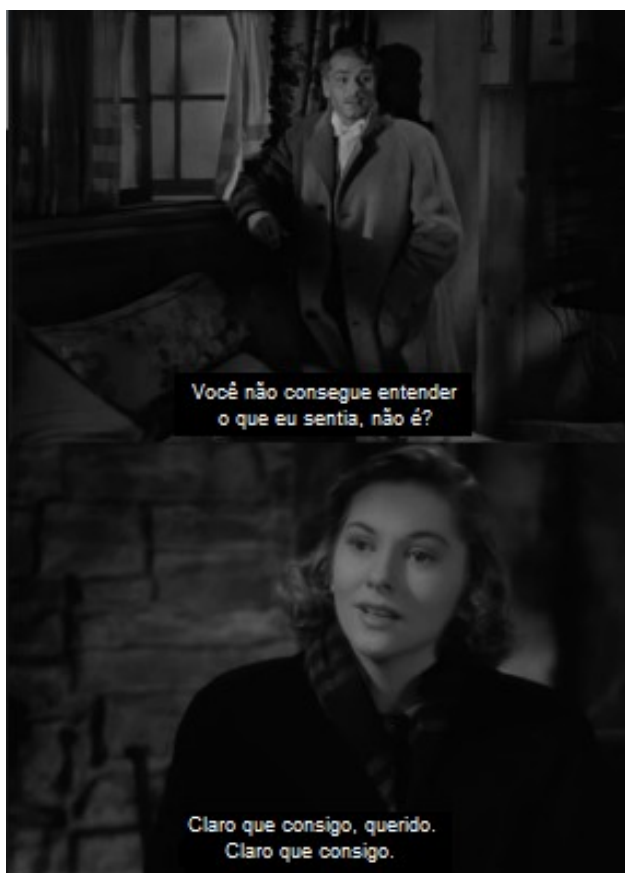 Você não consegue entender
o que eu sentia, não é?
Claro que consigo, querido.
Claro que consigo.